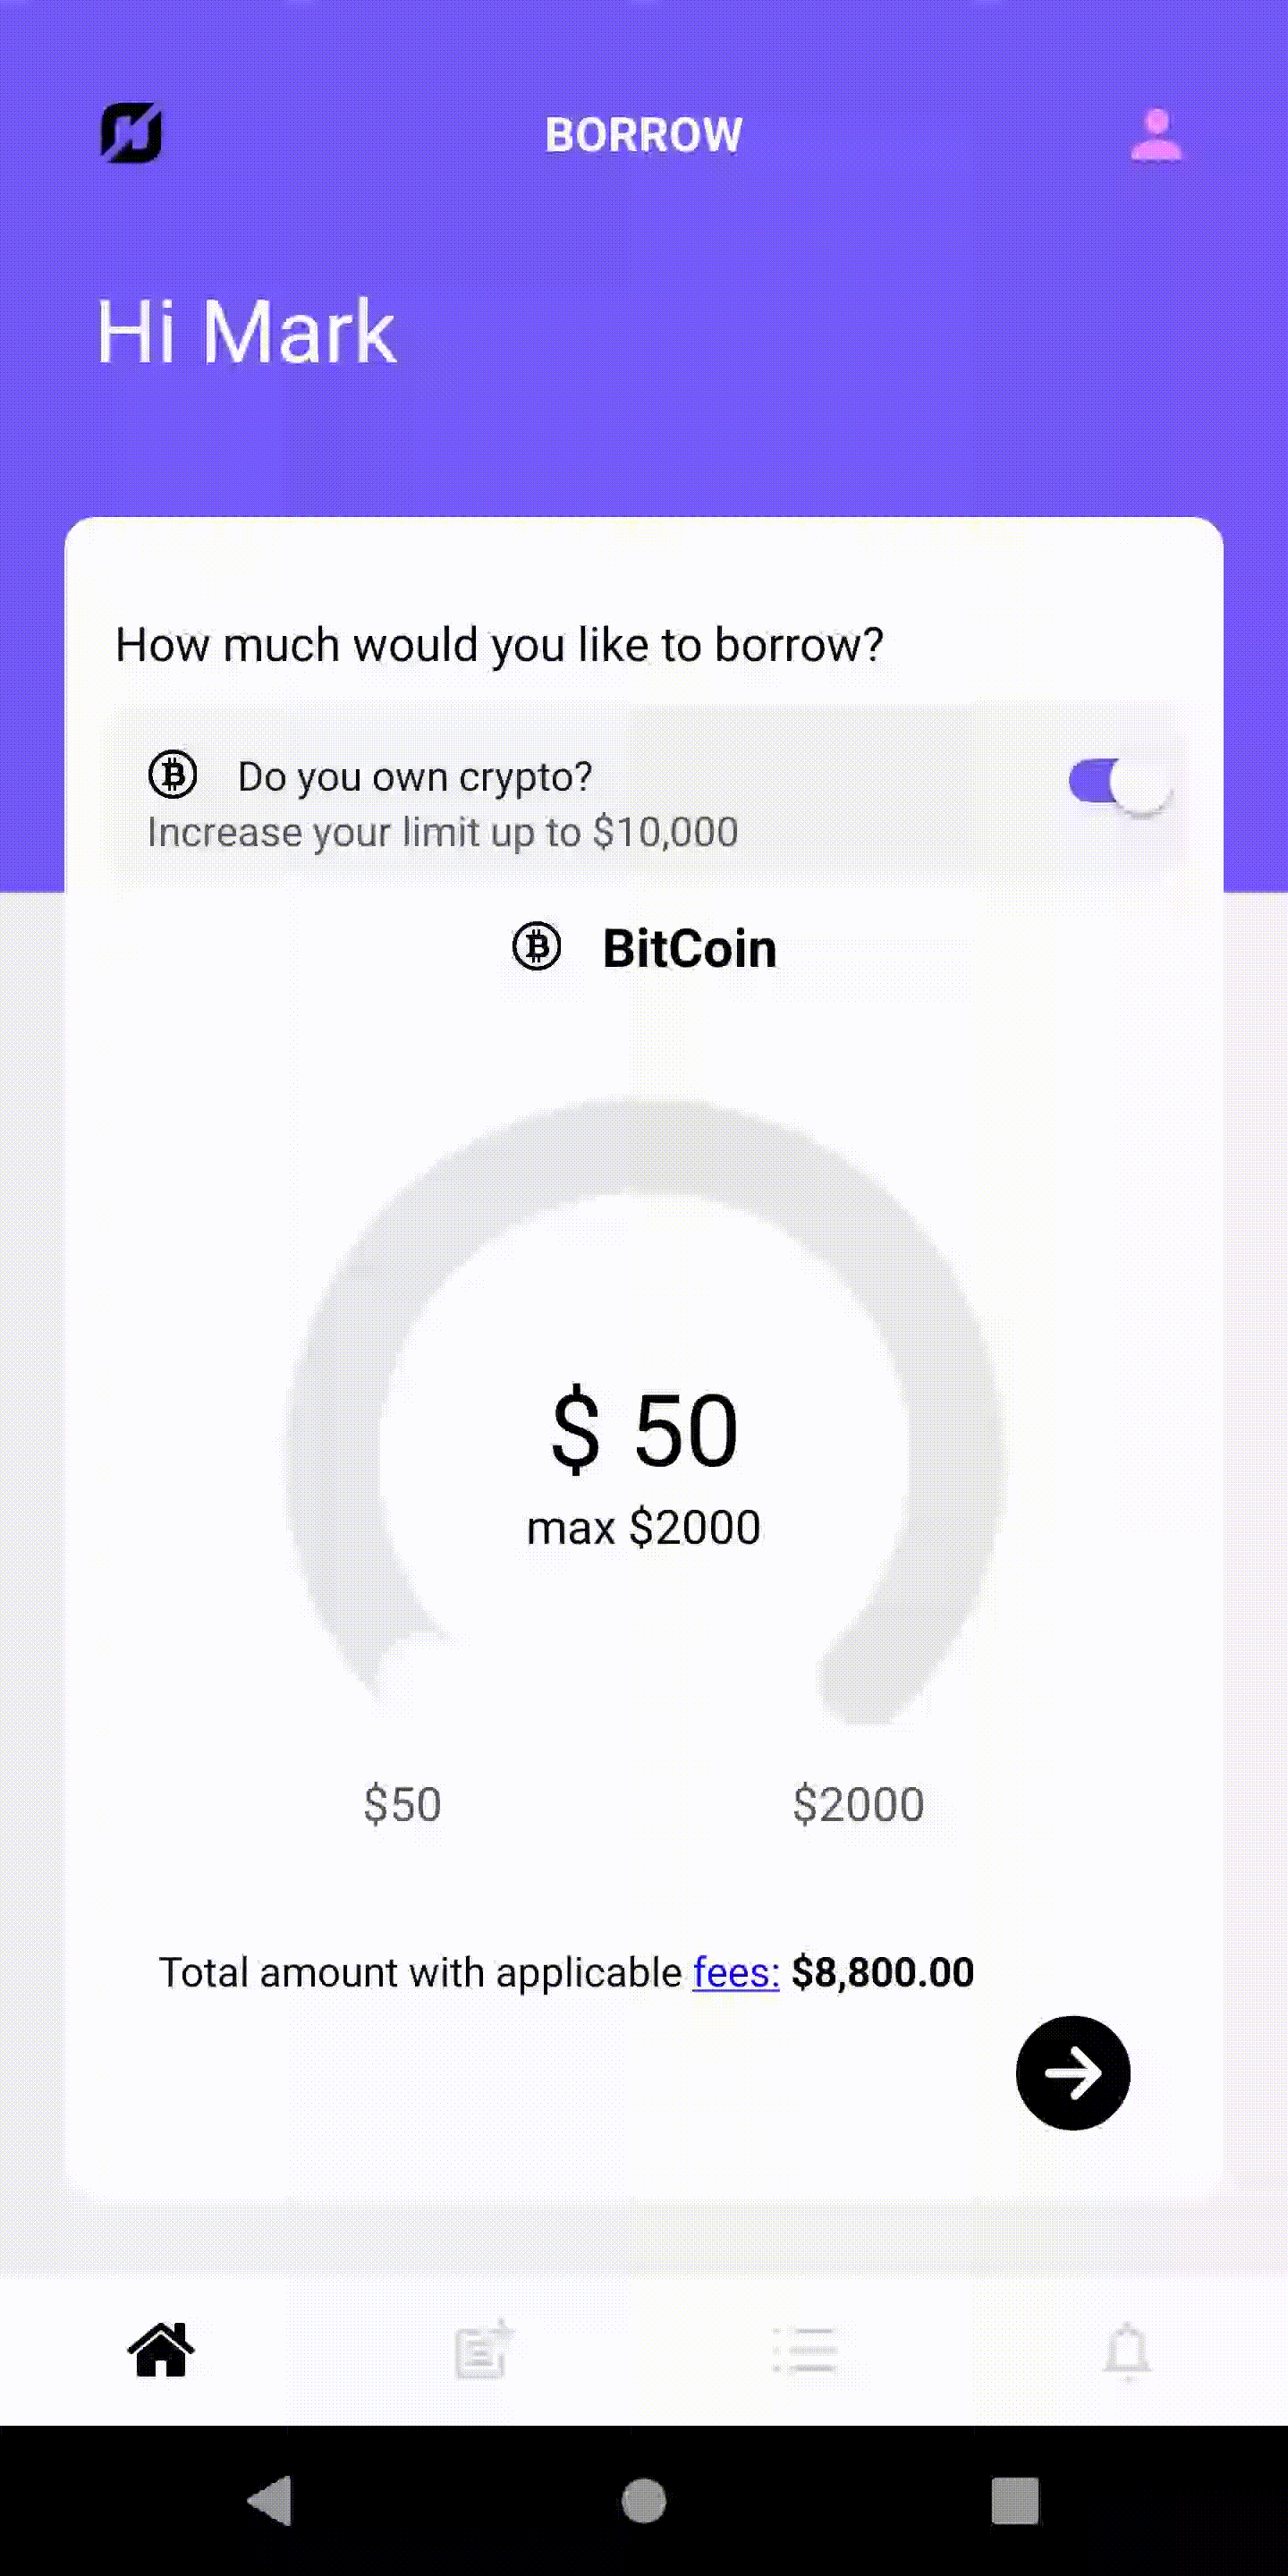 BORROW
Hi Mark
How much would you like to borrow?
Do you own crypto?
Increase your limit up to $10,000
BitCoin
$ 50
max $2000
$50 $2000
Total amount with applicable fees: $8,800.00